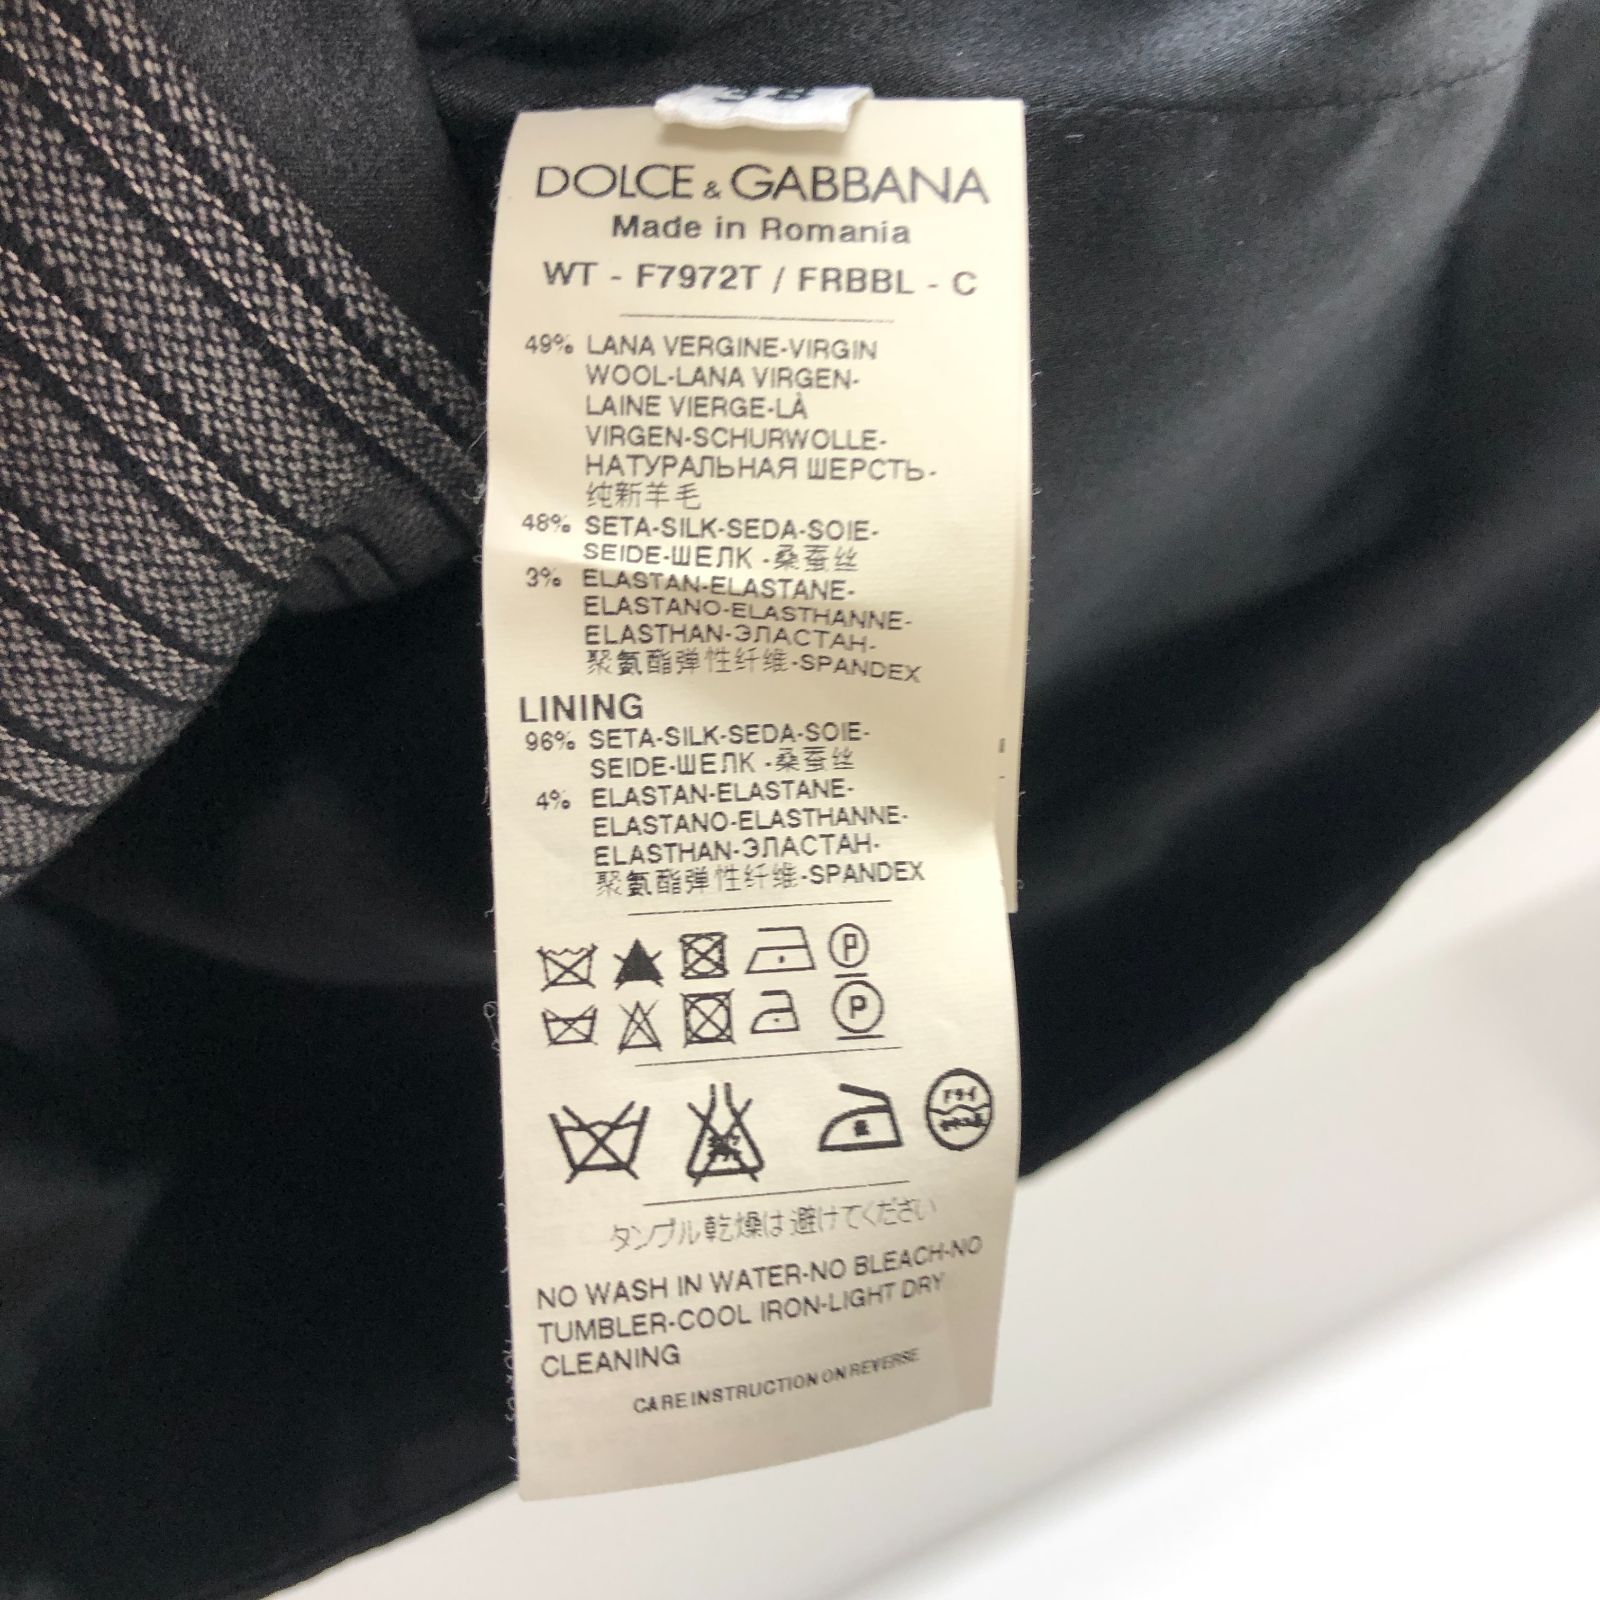 DOLCE & GABBANA
Made in Romania
WT - F7972T / FRBBL - C
49% LANA VERGINE-VIRGIN
WOOL-LANA VIRGEN-
LAINE VIERGE-LÀ
VIRGEN-SCHURWOLLE-
НАТУРАЛЬНАЯ ШЕРСТЬ-
纯新羊毛
48% SETA-SILK-SEDA-SOIE-
SEIDE-ШЕЛК-桑蚕丝
3% ELASTAN-ELASTANE-
ELASTANO-ELASTHANNE-
ELASTHAN-ЭЛАСТАН-
聚氨酯弹性纤维-SPANDEX
LINING
96% SETA-SILK-SEDA-SOIE-
SEIDE-ШЕЛК-桑蚕丝
4% ELASTAN-ELASTANE-
ELASTANO-ELASTHANNE-
ELASTHAN-ЭЛАСТАН-
聚氨酯弹性纤维-SPANDEX
P
P
ドライ
タンブル乾燥は避けてください
NO WASH IN WATER-NO BLEACH-NO
TUMBLER-COOL IRON-LIGHT DRY
CLEANING
CARE INSTRUCTION ON REVERSE